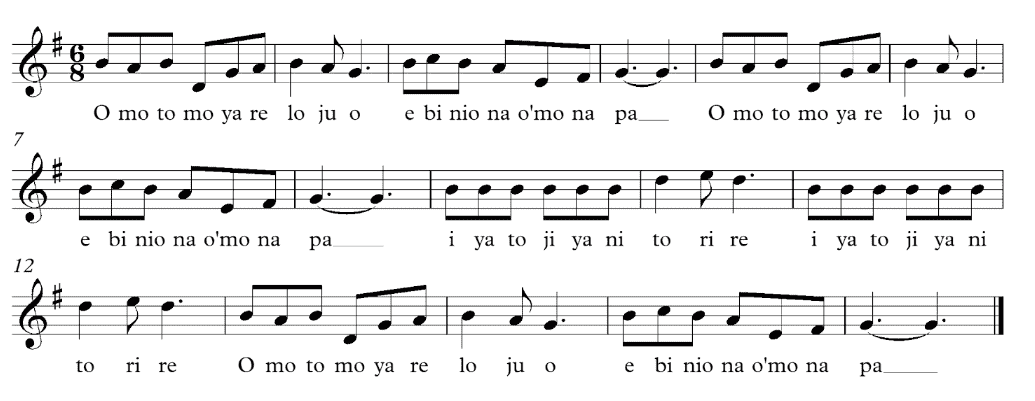 6
8
O mo to mo ya re lo ju o e bi nio na o'mo na pa___ O mo to mo ya re lo ju o
7
e bi nio na o'mo na pa_____ i ya to ji ya ni to ri re i ya to ji ya ni
12
to ri re O mo to mo ya re lo ju o e bi nio na o'mo na pa_____